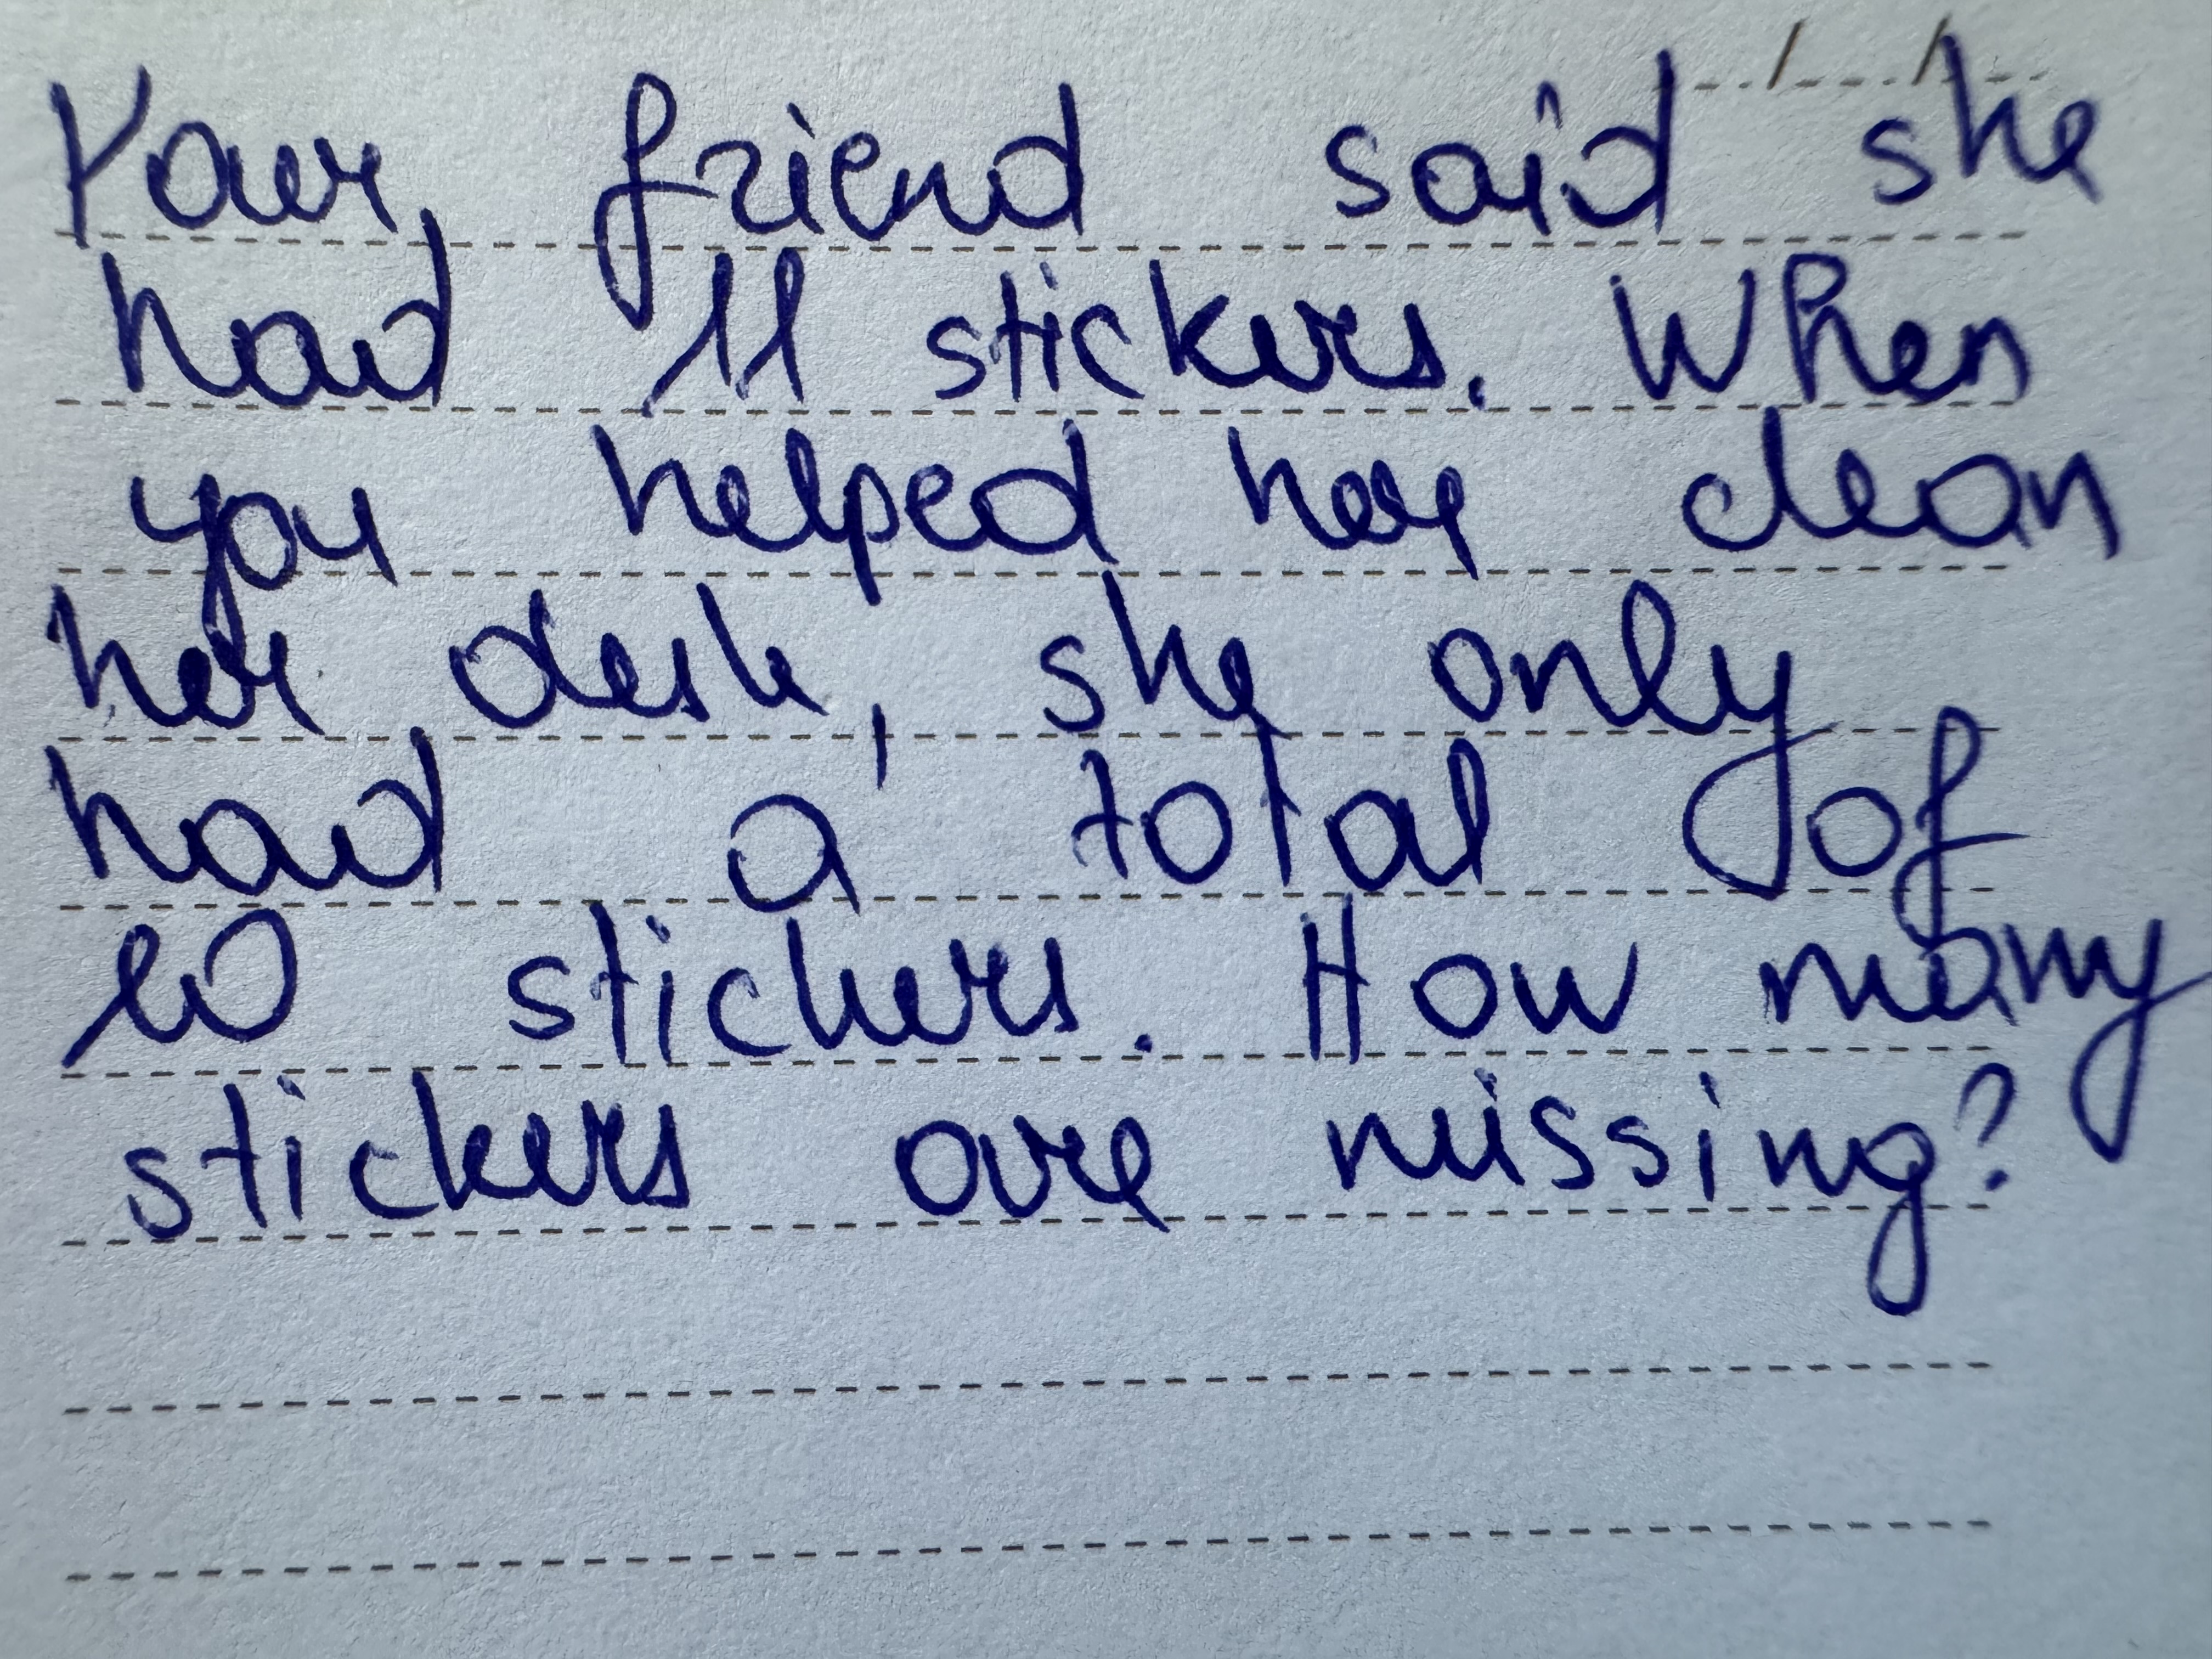 Your friend said she
had 11 stickers. When
you helped her clean
her desk, she only
had a total of
10 stickers. How many
stickers are missing?